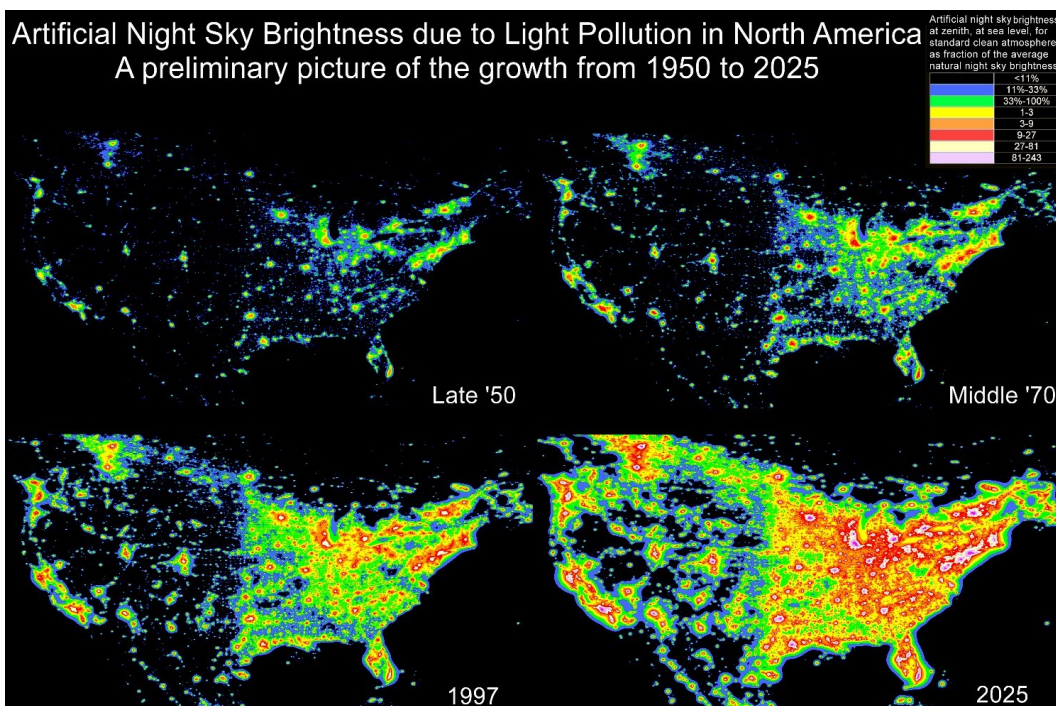 Artificial Night Sky Brightness due to Light Pollution in North America
A preliminary picture of the growth from 1950 to 2025
Artificial night sky brightness
at zenith, at sea level, for
standard clean atmosphere
as fraction of the average
natural night sky brightness
<11%
11%-33%
33%-100%
1-3
3-9
9-27
27-81
81-243
Late '50
Middle '70
1997
2025